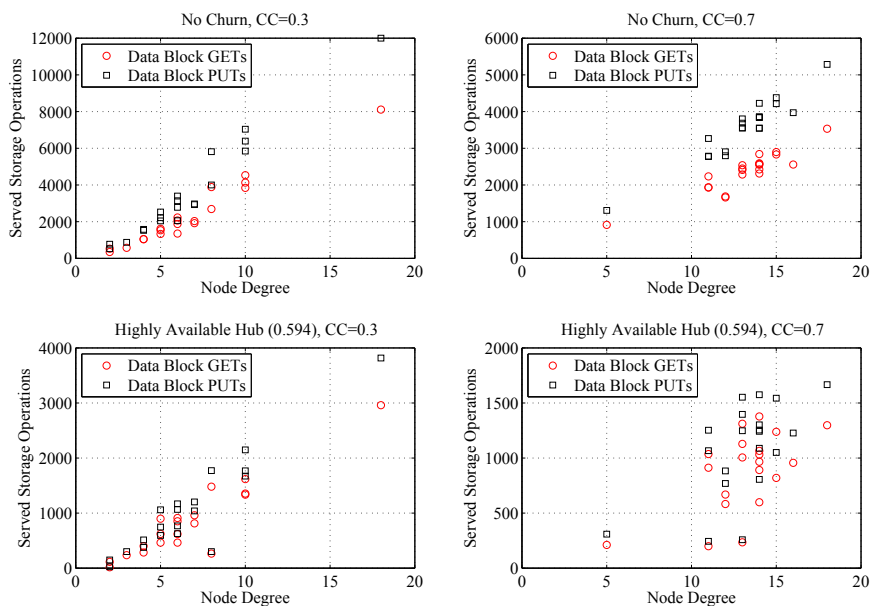 No Churn, CC=0.3
12000
10000
8000
6000
4000
2000
0
0
5
10
15
20
Served Storage Operations
Node Degree
Data Block GETs
Data Block PUTs
No Churn, CC=0.7
6000
5000
4000
3000
2000
1000
0
0
5
10
15
20
Served Storage Operations
Node Degree
Data Block GETs
Data Block PUTs
Highly Available Hub (0.594), CC=0.3
4000
3000
2000
1000
0
0
5
10
15
20
Served Storage Operations
Node Degree
Data Block GETs
Data Block PUTs
Highly Available Hub (0.594), CC=0.7
2000
1500
1000
500
0
0
5
10
15
20
Served Storage Operations
Node Degree
Data Block GETs
Data Block PUTs